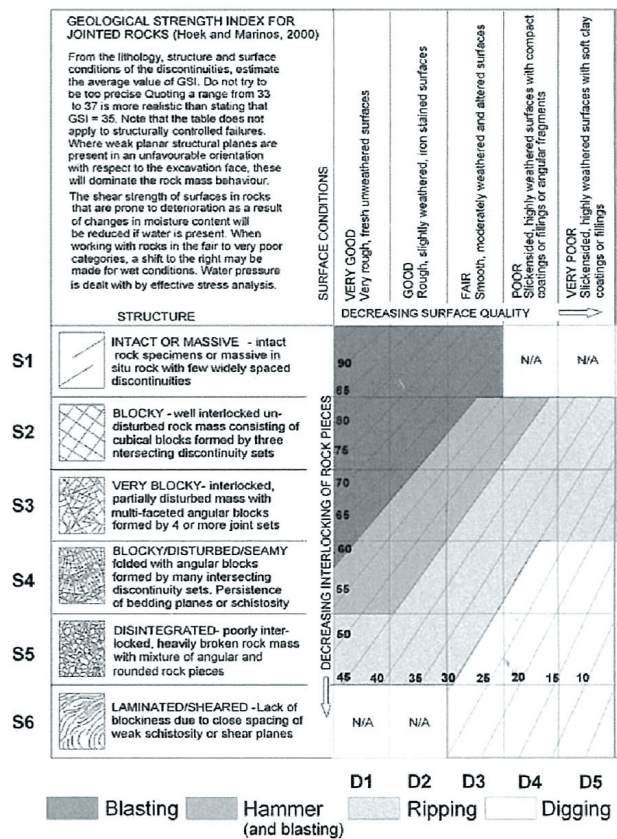 GEOLOGICAL STRENGTH INDEX FOR
JOINTED ROCKS (Hoek and Marinos, 2000)
From the lithology, structure and surface
conditions of the discontinuities, estimate
the average value of GSI. Do not try to
be too precise Quoting a range from 33
to 37 is more realistic than stating that
GSI = 35. Note that the table does not
apply to structurally controlled failures.
Where weak planar structural planes are
present in an unfavourable orientation
with respect to the excavation face, these
will dominate the rock mass behaviour.
The shear strength of surfaces in rocks
that are prone to deterioration as a result
of changes in moisture content will
be reduced if water is present. When
working with rocks in the fair to very poor
categories, a shift to the right may be
made for wet conditions. Water pressure
is dealt with by effective stress analysis.
STRUCTURE
SURFACE CONDITIONS
VERY GOOD
Very rough, fresh unweathered surfaces
GOOD
Rough, slightly weathered, iron stained surfaces
FAIR
Smooth, moderately weathered and altered surfaces
POOR
Slickensided, highly weathered surfaces with compact
coatings or fillings or angular fragments
VERY POOR
Slickensided, highly weathered surfaces with soft clay
coatings or fillings
DECREASING SURFACE QUALITY
DECREASING INTERLOCKING OF ROCK PIECES
S1
INTACT OR MASSIVE - intact
rock specimens or massive in
situ rock with few widely spaced
discontinuities
90
85
N/A
N/A
S2
BLOCKY - well interlocked un-
disturbed rock mass consisting of
cubical blocks formed by three
ntersecting discontinuity sets
80
75
S3
VERY BLOCKY- interlocked,
partially disturbed mass with
multi-faceted angular blocks
formed by 4 or more joint sets
70
65
S4
BLOCKY/DISTURBED/SEAMY
folded with angular blocks
formed by many intersecting
discontinuity sets. Persistence
of bedding planes or schistosity
60
55
S5
DISINTEGRATED- poorly inter-
locked, heavily broken rock mass
with mixture of angular and
rounded rock pieces
50
45 40 35 30 25 20 15 10
S6
LAMINATED/SHEARED - Lack of
blockiness due to close spacing of
weak schistosity or shear planes
N/A
N/A
D1 D2 D3 D4 D5
Blasting
Hammer
(and blasting)
Ripping
Digging